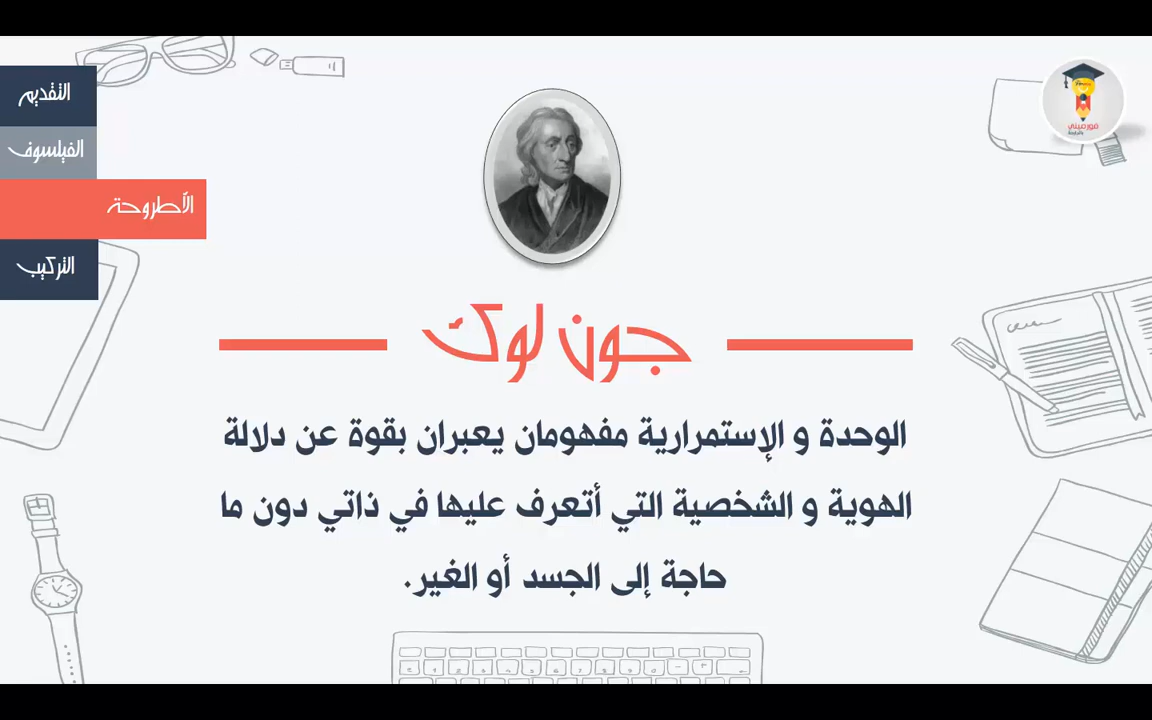 التقديم
الفيلسوف
الأطروحة
التركيب
جون لوك
الوحدة و الإستمرارية مفهومان يعبران بقوة عن دلالة
الهوية و الشخصية التي أتعرف عليها في ذاتي دون ما
حاجة إلى الجسد أو الغير.